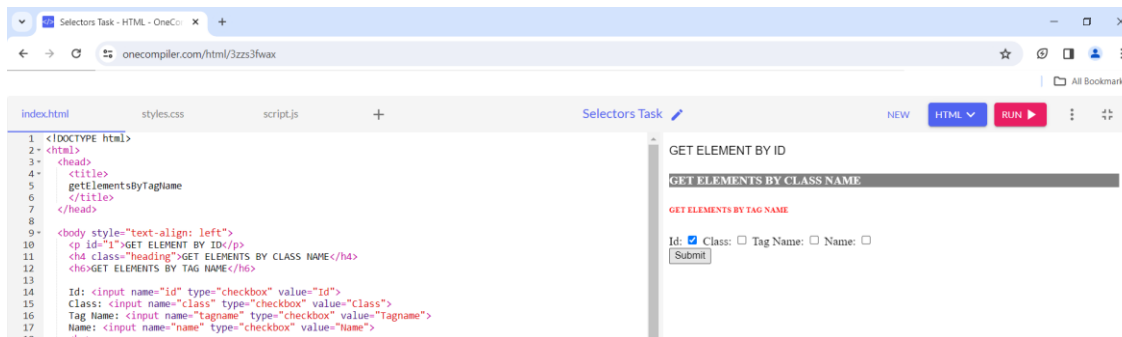 Selectors Task - HTML - OneCo
onecompiler.com/html/3zzs3fwax
All Bookmark
index.html styles.css script.js + Selectors Task NEW HTML RUN
1 <!DOCTYPE html>
2 <html>
3 <head>
4 <title>
5 getElementsByTagName
6 </title>
7 </head>
8
9 <body style="text-align: left">
10 <p id="1">GET ELEMENT BY ID</p>
11 <h4 class="heading">GET ELEMENTS BY CLASS NAME</h4>
12 <h6>GET ELEMENTS BY TAG NAME</h6>
13
14 Id: <input name="id" type="checkbox" value="Id">
15 Class: <input name="class" type="checkbox" value="Class">
16 Tag Name: <input name="tagname" type="checkbox" value="Tagname">
17 Name: <input name="name" type="checkbox" value="Name">
GET ELEMENT BY ID
GET ELEMENTS BY CLASS NAME
GET ELEMENTS BY TAG NAME
Id: Class: Tag Name: Name:
Submit